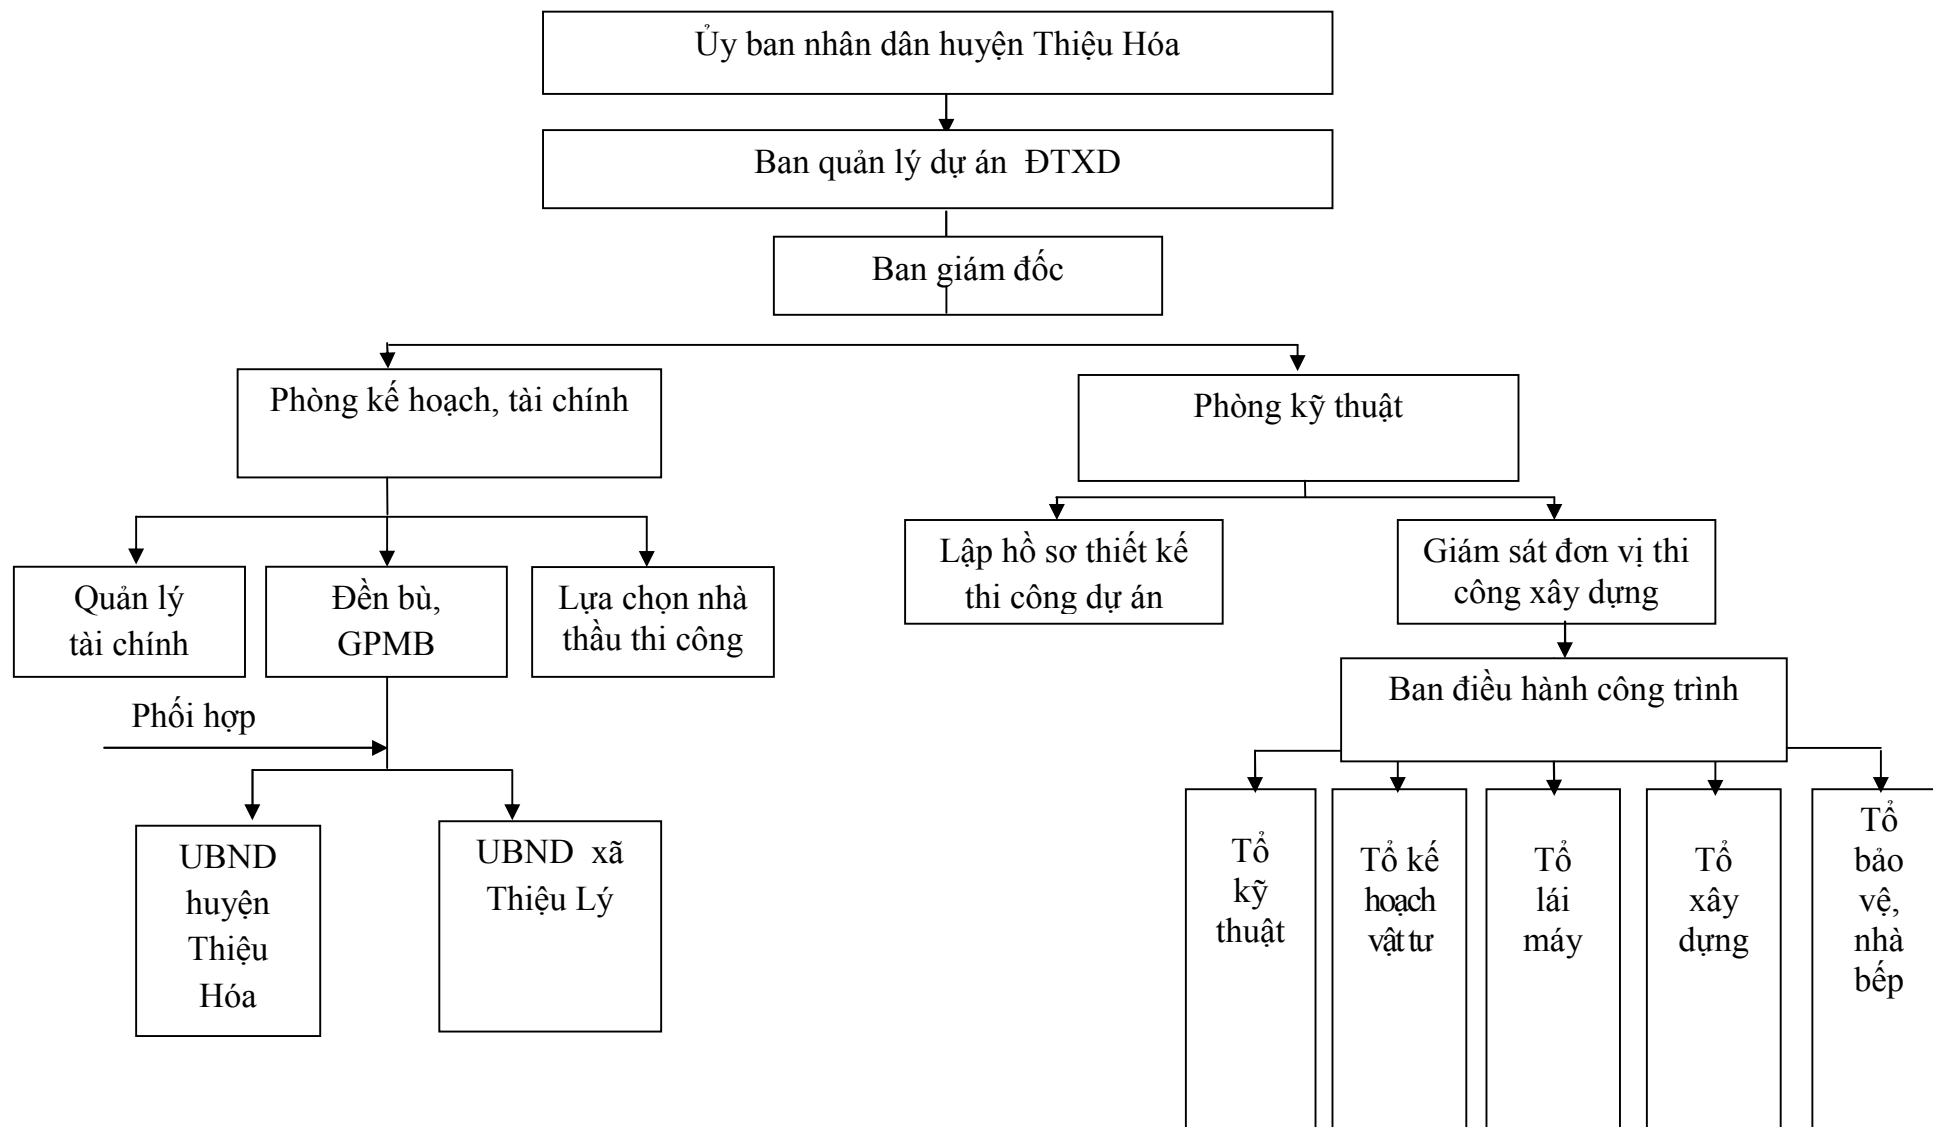 Ủy ban nhân dân huyện Thiệu Hóa
Ban quản lý dự án ĐTXD
Ban giám đốc
Phòng kế hoạch, tài chính
Phòng kỹ thuật
Quản lý
tài chính
Đền bù,
GPMB
Lựa chọn nhà
thầu thi công
Lập hồ sơ thiết kế
thi công dự án
Giám sát đơn vị thi
công xây dựng
Phối hợp
Ban điều hành công trình
UBND
huyện
Thiệu
Hóa
UBND xã
Thiệu Lý
Tổ
kỹ
thuật
Tổ kế
hoạch
vật tư
Tổ
lái
máy
Tổ
xây
dựng
Tổ
bảo
vệ,
nhà
bếp